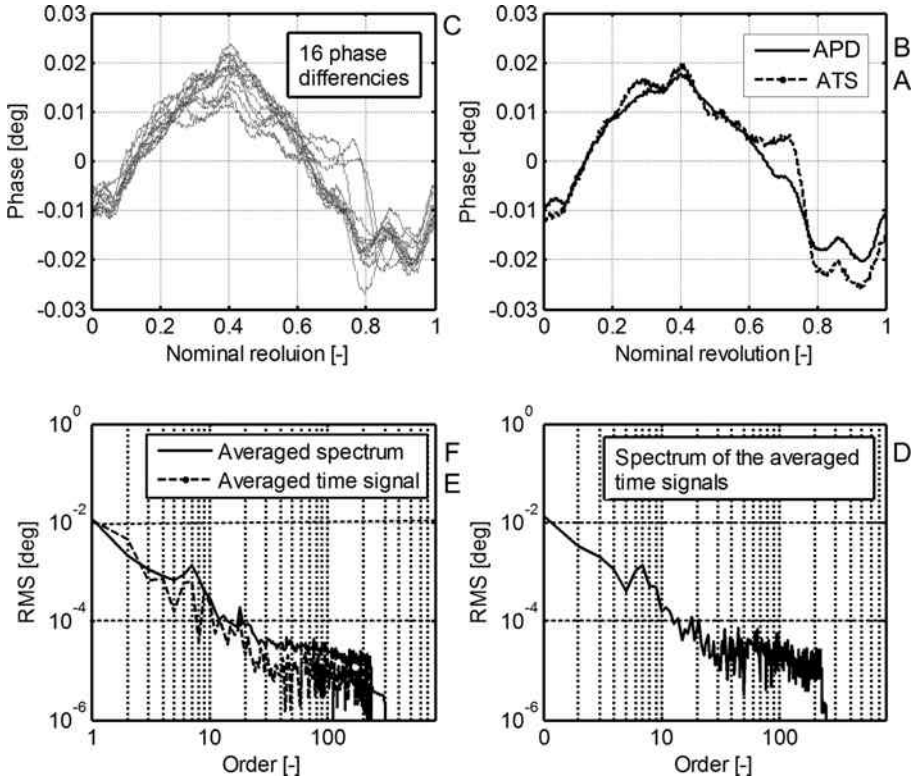 0.03
0.02
0.01
0
-0.01
-0.02
-0.03
Phase [deg]
16 phase
differencies
C
0
0.2
0.4
0.6
0.8
1
Nominal reoluion [-]
0.03
0.02
0.01
0
-0.01
-0.02
-0.03
Phase [-deg]
APD
ATS
B
A
0
0.2
0.4
0.6
0.8
1
Nominal revolution [-]
10^0
10^-2
10^-4
10^-6
RMS [deg]
Averaged spectrum
Averaged time signal
F
E
1
10
100
Order [-]
10^0
10^-2
10^-4
10^-6
RMS [deg]
Spectrum of the averaged
time signals
D
0
10
100
Order [-]